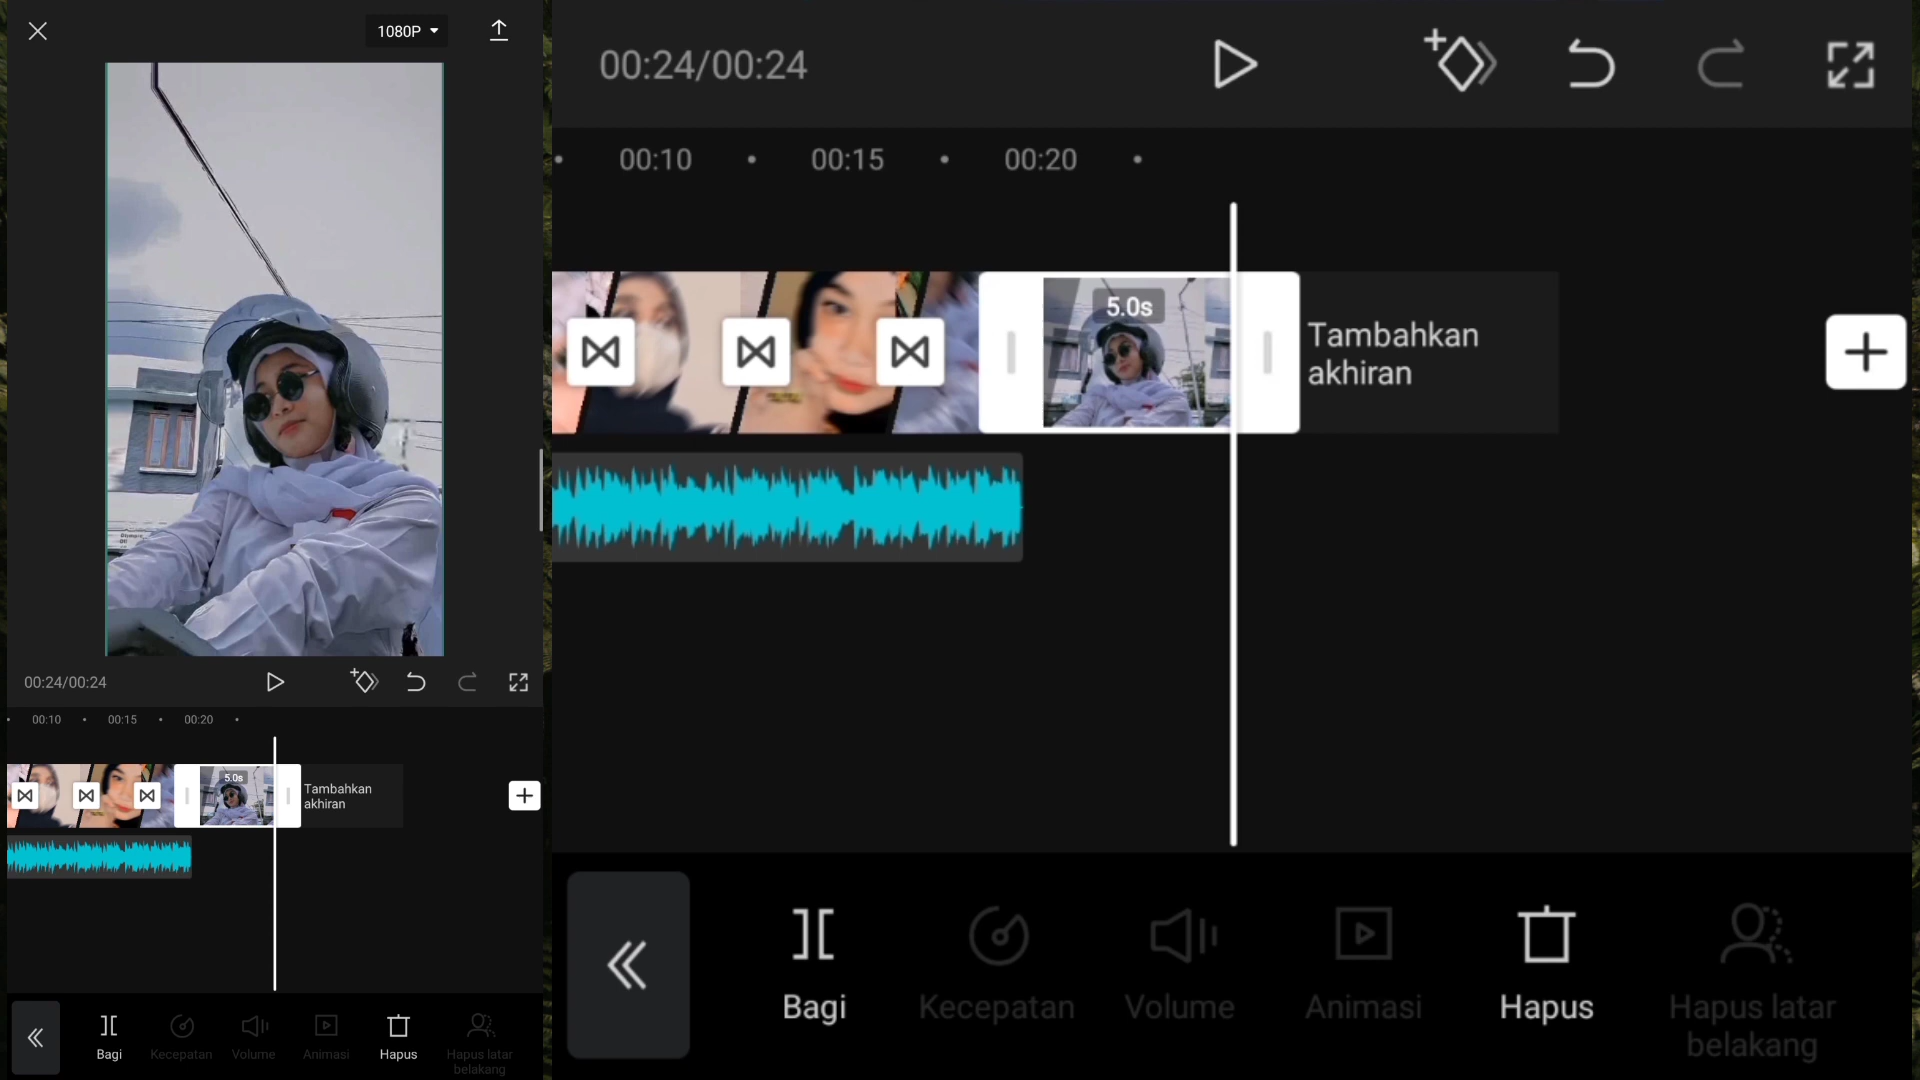 1080P
00:24/00:24
00:10
00:15
00:20
5.0s
Tambahkan
akhiran
Bagi
Kecepatan
Volume
Animasi
Hapus
Hapus latar
belakang
00:24/00:24
00:10
00:15
00:20
5.0s
Tambahkan
akhiran
Bagi
Kecepatan
Volume
Animasi
Hapus
Hapus latar
belakang